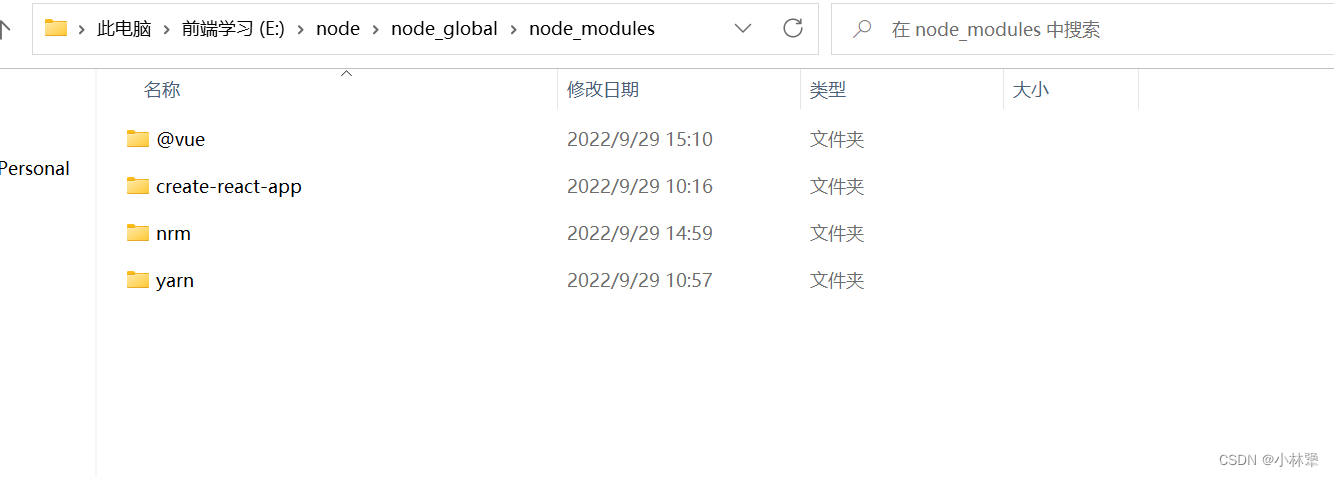 此电脑 > 前端学习 (E:) > node > node_global > node_modules
在 node_modules 中搜索
名称 修改日期 类型 大小
@vue 2022/9/29 15:10 文件夹
Personal
create-react-app 2022/9/29 10:16 文件夹
nrm 2022/9/29 14:59 文件夹
yarn 2022/9/29 10:57 文件夹
CSDN @小林犟